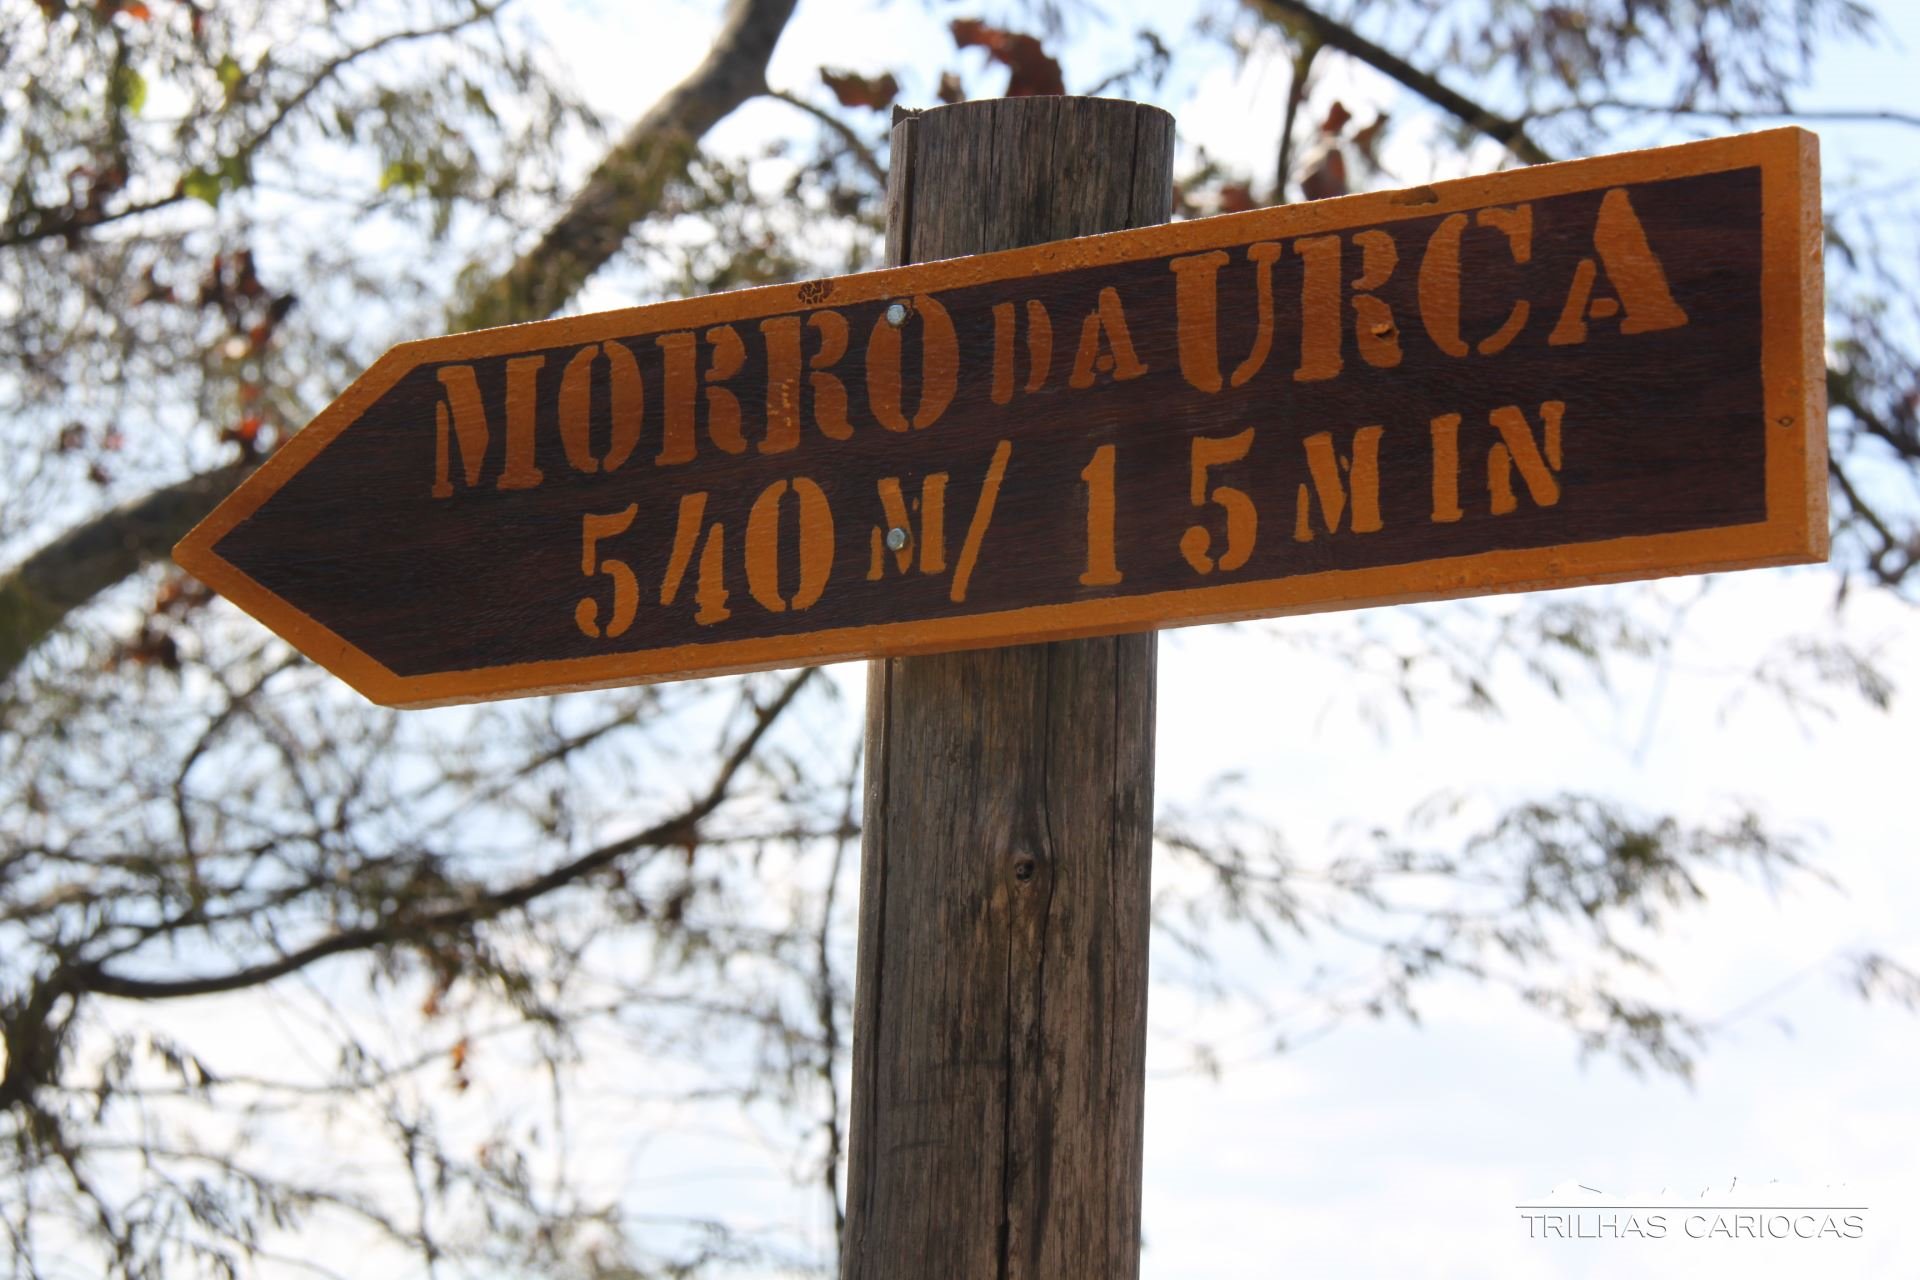 MORRO DA URCA
540 M/ 15 MIN
TRILHAS CARIOCAS